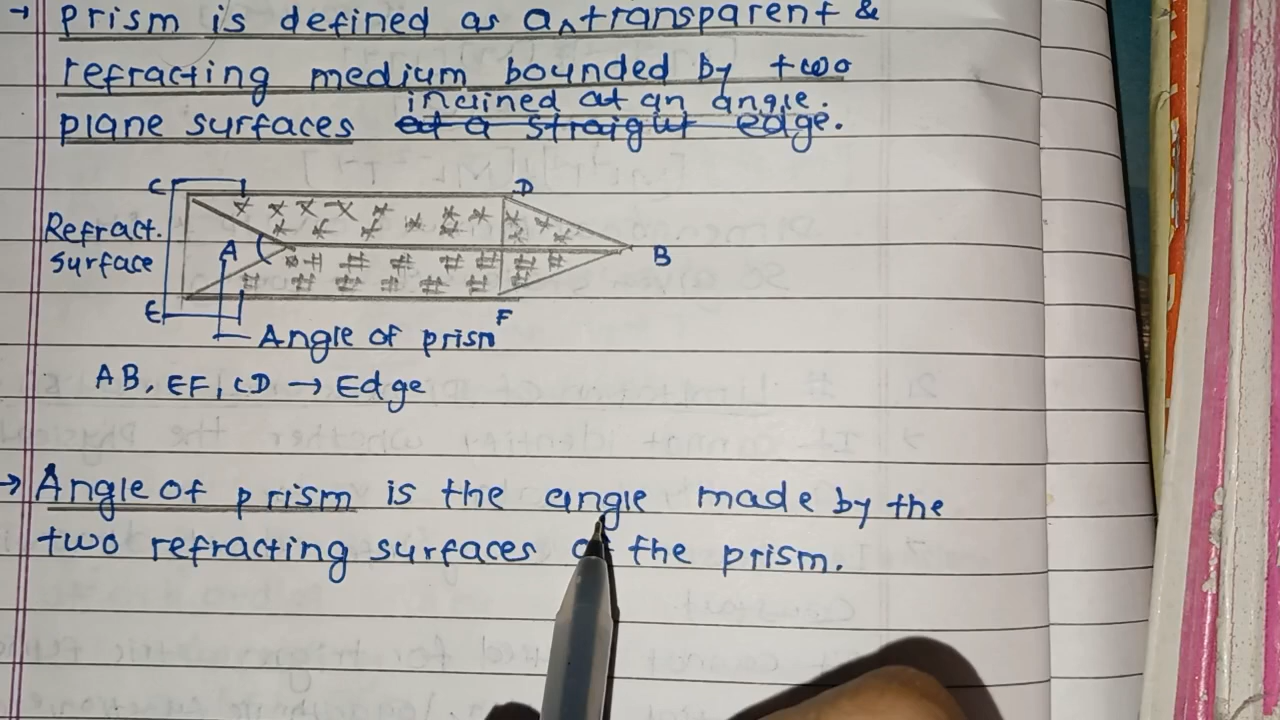 → Prism is defined as a ^ transparent &
refracting medium bounded by two
inclined at an angle.
plane surfaces at a straight edge.
C D
Refract. surface
A B
E F
Angle of prism
AB, EF, CD → Edge
→ Angle of prism is the angle made by the
two refracting surfaces of the prism.